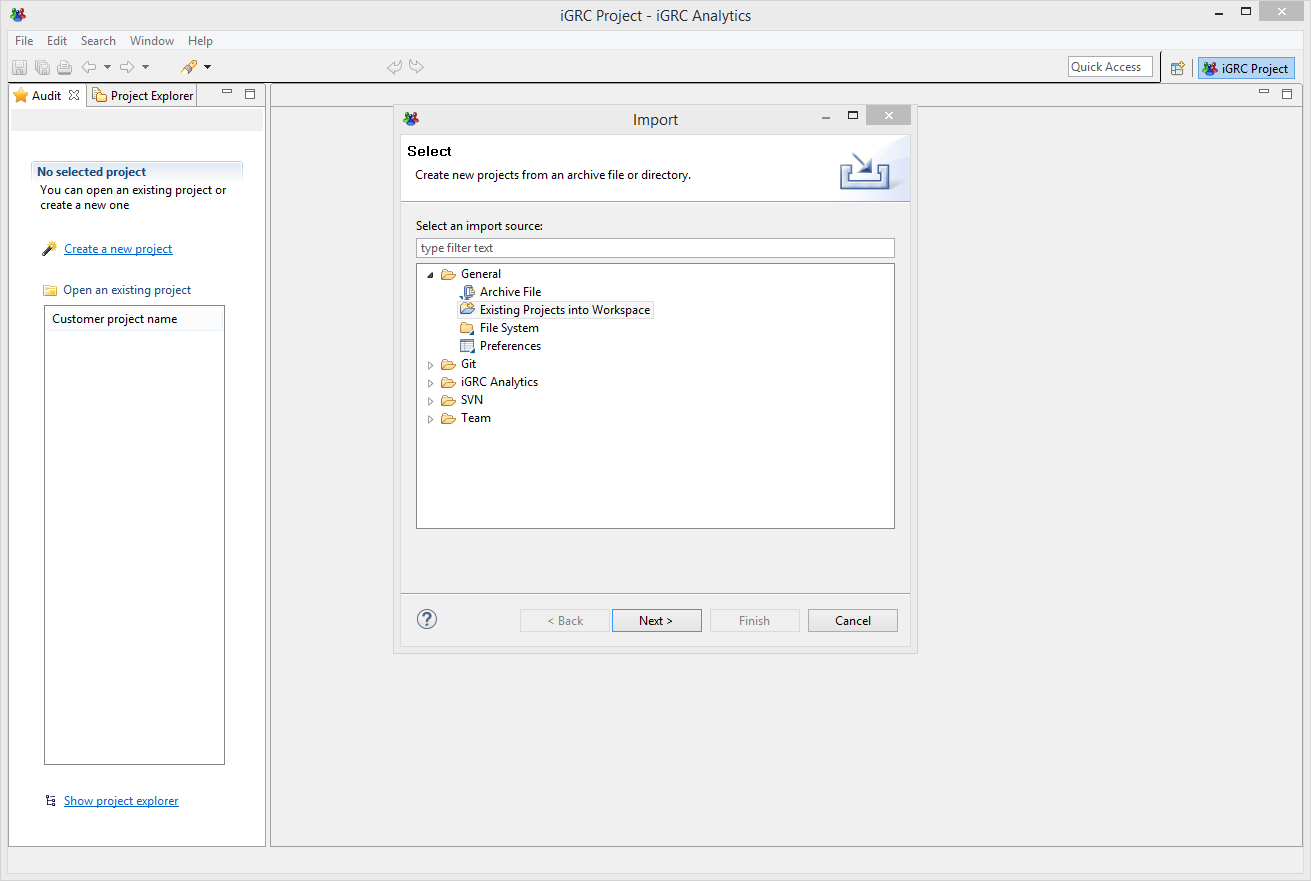 iGRC Project - iGRC Analytics
File Edit Search Window Help
Quick Access
iGRC Project
Audit
Project Explorer
No selected project
You can open an existing project or
create a new one
Create a new project
Open an existing project
Customer project name
Show project explorer
Import
Select
Create new projects from an archive file or directory.
Select an import source:
type filter text
General
Archive File
Existing Projects into Workspace
File System
Preferences
Git
iGRC Analytics
SVN
Team
?
< Back
Next >
Finish
Cancel